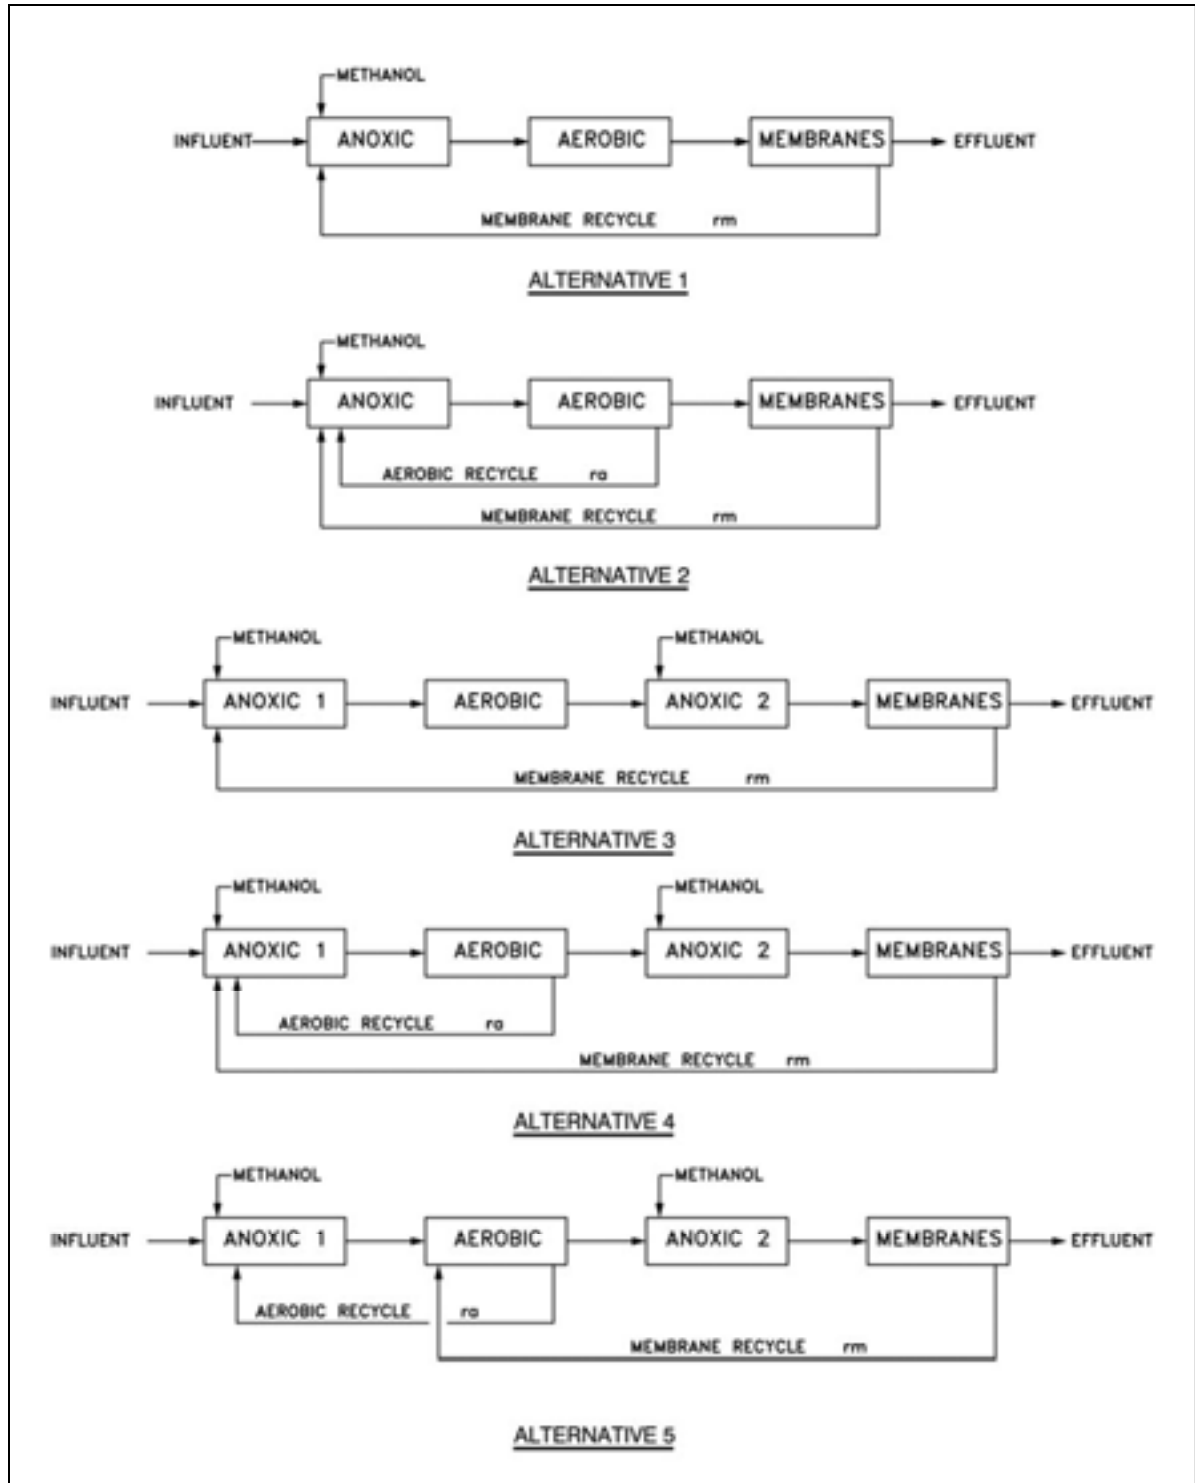 METHANOL
INFLUENT ANOXIC AEROBIC MEMBRANES EFFLUENT
MEMBRANE RECYCLE rm
ALTERNATIVE 1
METHANOL
INFLUENT ANOXIC AEROBIC MEMBRANES EFFLUENT
AEROBIC RECYCLE ra
MEMBRANE RECYCLE rm
ALTERNATIVE 2
METHANOL METHANOL
INFLUENT ANOXIC 1 AEROBIC ANOXIC 2 MEMBRANES EFFLUENT
MEMBRANE RECYCLE rm
ALTERNATIVE 3
METHANOL METHANOL
INFLUENT ANOXIC 1 AEROBIC ANOXIC 2 MEMBRANES EFFLUENT
AEROBIC RECYCLE ra
MEMBRANE RECYCLE rm
ALTERNATIVE 4
METHANOL METHANOL
INFLUENT ANOXIC 1 AEROBIC ANOXIC 2 MEMBRANES EFFLUENT
AEROBIC RECYCLE ra
MEMBRANE RECYCLE rm
ALTERNATIVE 5